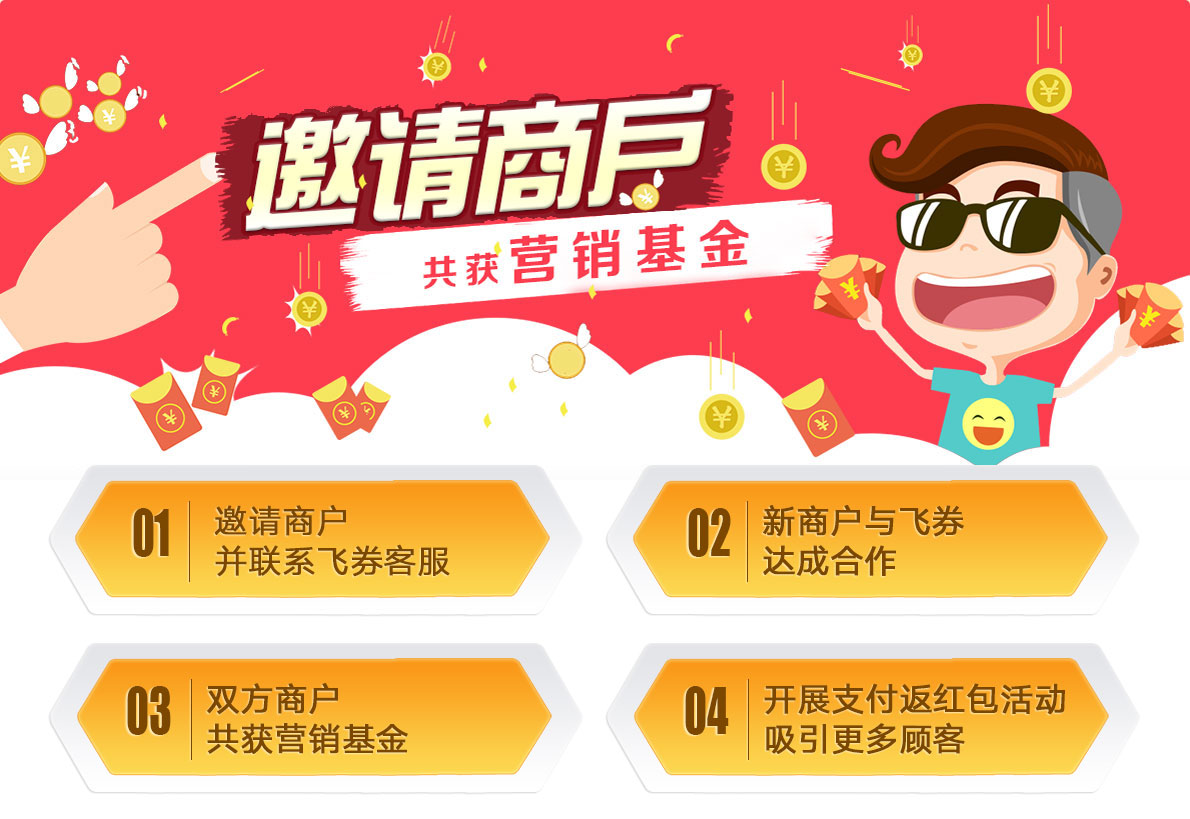 邀请商户
共获营销基金
01
邀请商户
并联系飞券客服
02
新商户与飞券
达成合作
03
双方商户
共获营销基金
04
开展支付返红包活动
吸引更多顾客